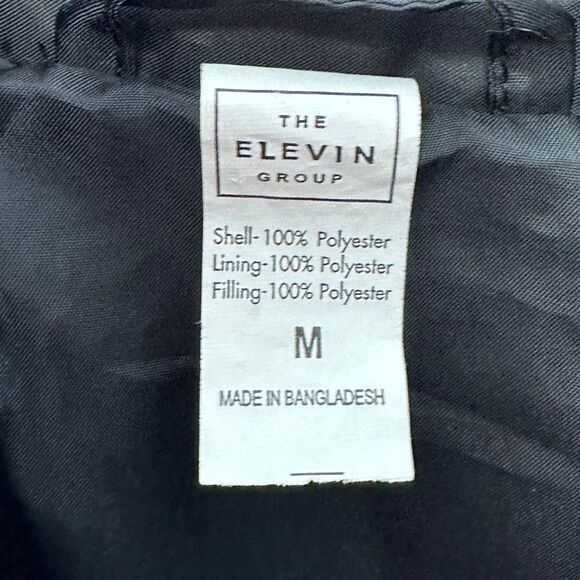 THE
ELEVIN
GROUP
Shell-100% Polyester
Lining-100% Polyester
Filling-100% Polyester
M
MADE IN BANGLADESH